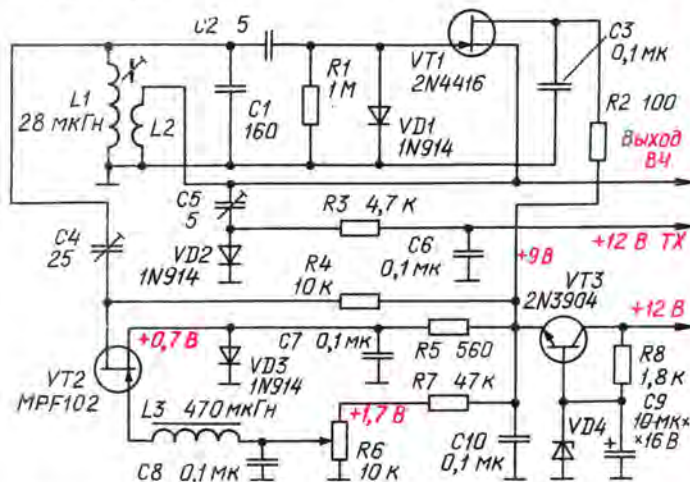 C2 5
VT1
2N4416
C3
0,1 мк
R1
1 М
L1
28 мкГн
L2
C1
160
VD1
1N914
R2 100
Выход
ВЧ
C5
5
R3 4,7 к
C4
25
VD2
1N914
C6
0,1 мк
+12 В TX
+9 В
R4
10 к
VT3
2N3904
+12 В
+0,7 В
VD3
1N914
C7 0,1 мк
R5 560
R8
1,8 к
VT2
MPF102
R7 47 к
L3 470 мкГн
+1,7 В
C9
10 мк×
×16 В
VD4
+
C10
0,1 мк
R6
10 к
C8 0,1 мк